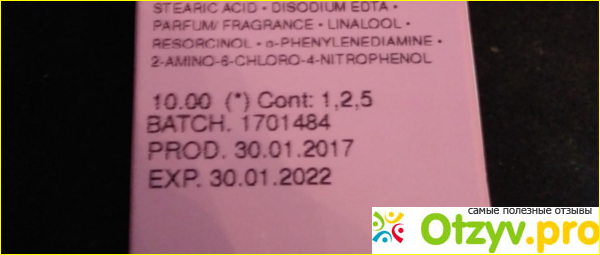 STEARIC ACID • DISODIUM EDTA •
PARFUM/ FRAGRANCE • LINALOOL •
RESORCINOL • p-PHENYLENEDIAMINE •
2-AMINO-6-CHLORO-4-NITROPHENOL
10.00 (*) Cont: 1,2,5
BATCH. 1701484
PROD. 30.01.2017
EXP. 30.01.2022
самые полезные отзывы
Otzyv.pro